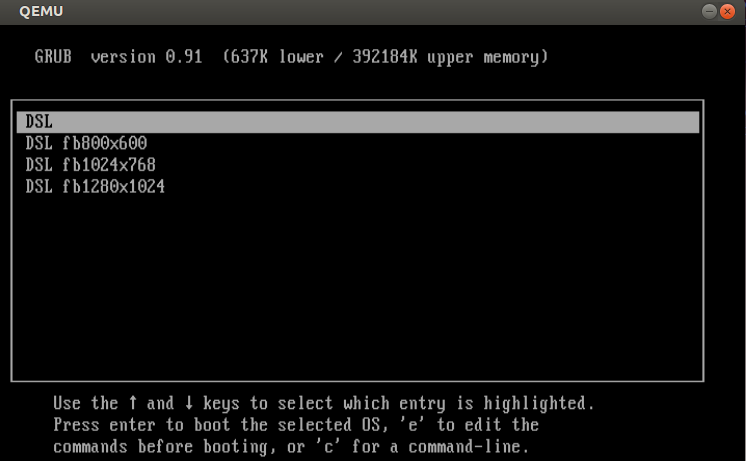 QEMU
GRUB version 0.91 (637K lower / 392184K upper memory)
DSL
DSL fb800x600
DSL fb1024x768
DSL fb1280x1024
Use the ↑ and ↓ keys to select which entry is highlighted.
Press enter to boot the selected OS, 'e' to edit the
commands before booting, or 'c' for a command-line.